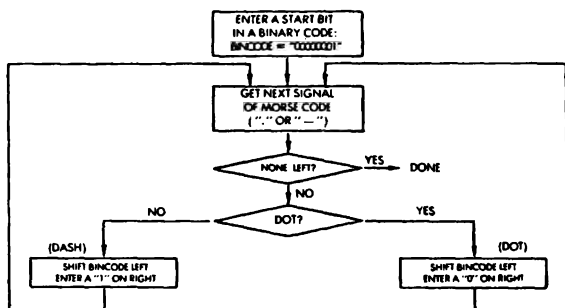 ENTER A START BIT
IN A BINARY CODE:
BINCODE = "00000001"
GET NEXT SIGNAL
OF MORSE CODE
("." OR "—")
NONE LEFT?
YES
DONE
NO
NO
DOT?
YES
(DASH)
(DOT)
SHIFT BINCODE LEFT
ENTER A "1" ON RIGHT
SHIFT BINCODE LEFT
ENTER A "0" ON RIGHT